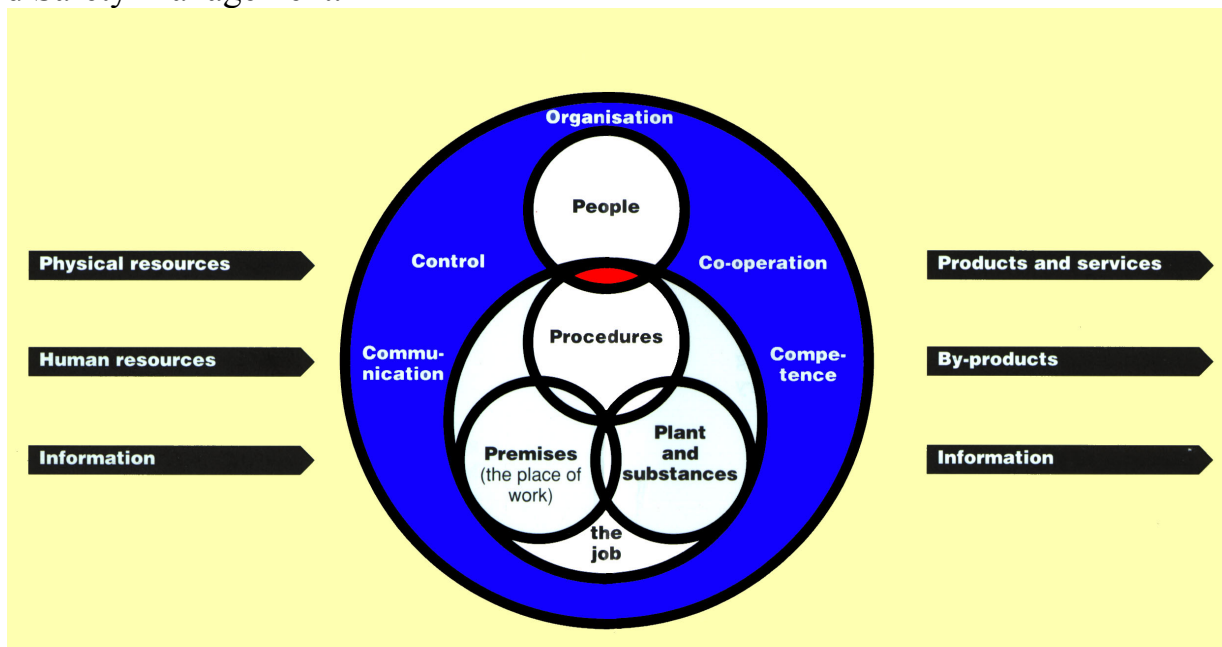 Organisation
People
Physical resources
Control
Co-operation
Products and services
Procedures
Human resources
Commu-
nication
Compe-
tence
By-products
Information
Premises
(the place of
work)
Plant
and
substances
Information
the
job